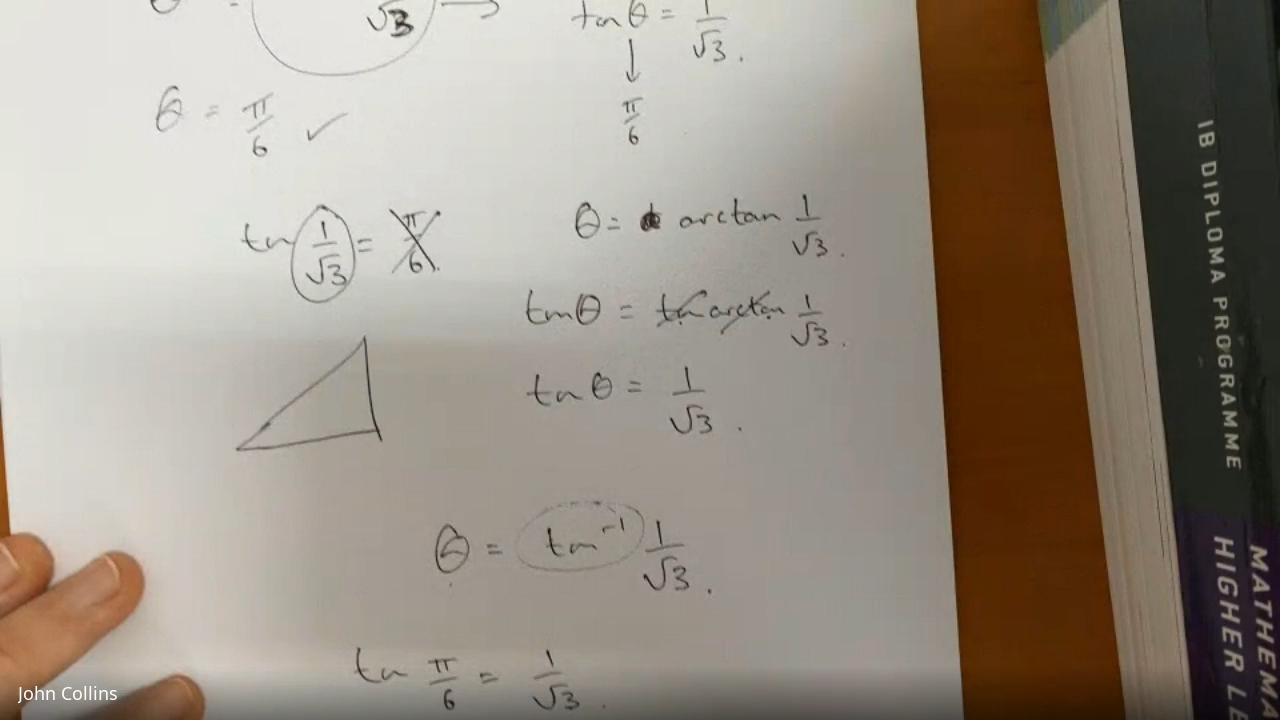 √3 → tan θ = 1/√3.
↓
θ = π/6 ✓
π/6
tan 1/√3 = π/6.
θ = arctan 1/√3.
tan θ = tan arctan 1/√3.
tan θ = 1/√3.
θ = tan⁻¹ 1/√3.
tan π/6 = 1/√3.
IB DIPLOMA PROGRAMME
MATHEMA
HIGHER LE
John Collins